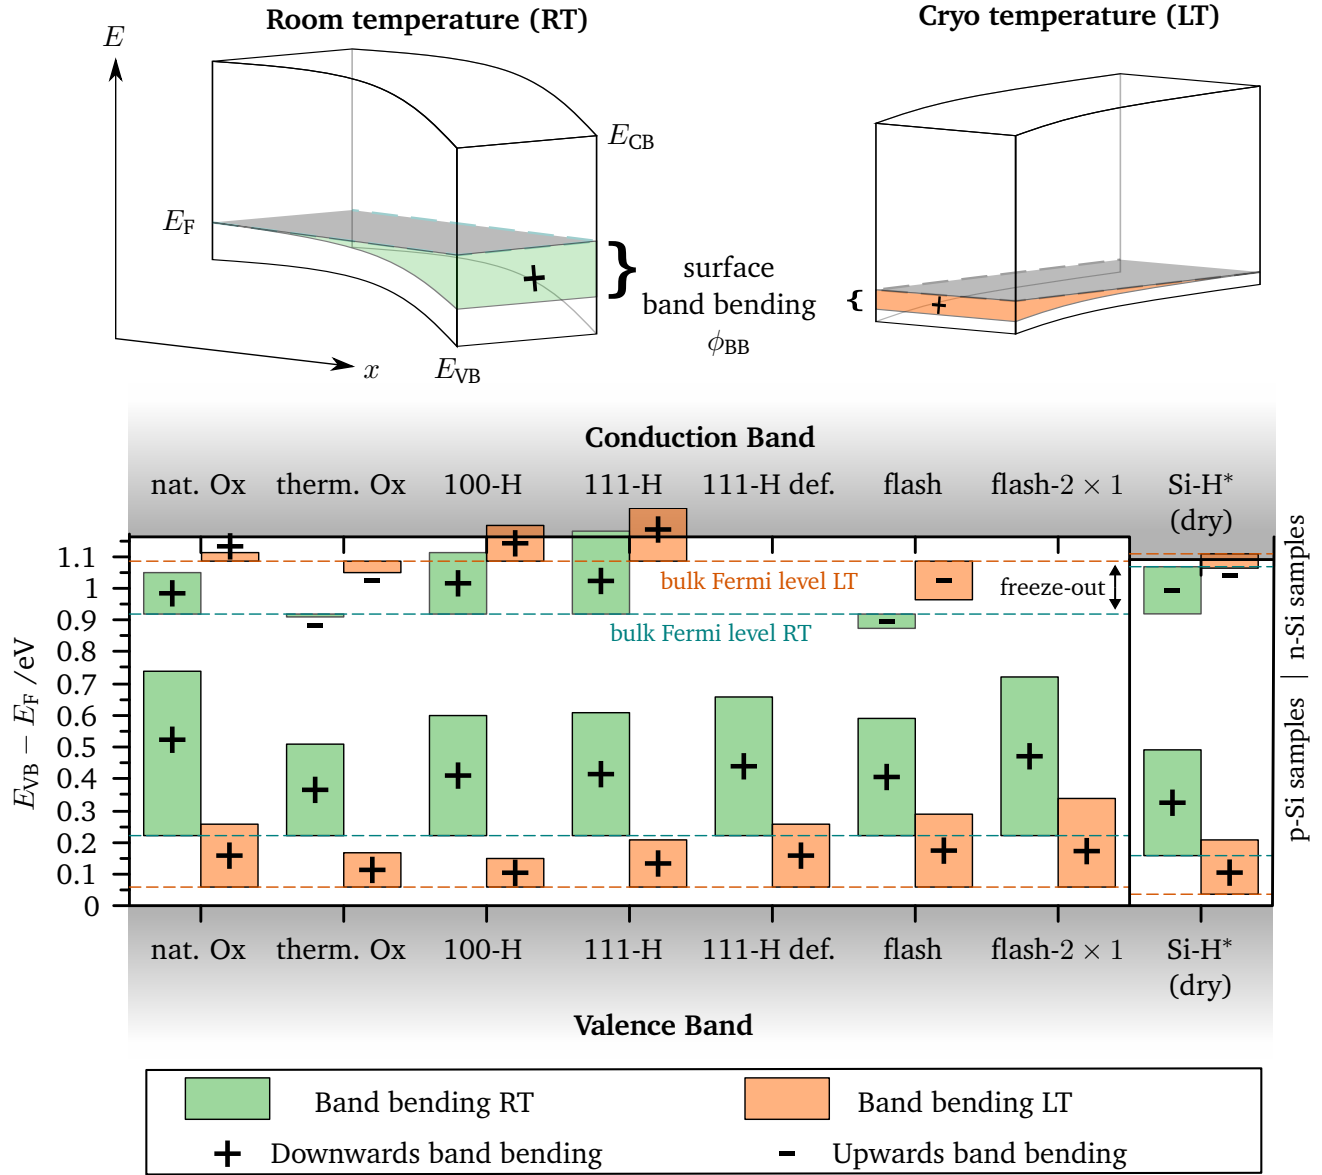 Room temperature (RT)
Cryo temperature (LT)
E
E_CB
E_F
surface
band bending
ϕ_BB
x
E_VB
Conduction Band
nat. Ox therm. Ox 100-H 111-H 111-H def. flash flash-2 × 1 Si-H*
(dry)
1.1
1
0.9
0.8
0.7
0.6
0.5
0.4
0.3
0.2
0.1
0
E_VB − E_F /eV
bulk Fermi level LT
freeze-out
bulk Fermi level RT
p-Si samples | n-Si samples
nat. Ox therm. Ox 100-H 111-H 111-H def. flash flash-2 × 1 Si-H*
(dry)
Valence Band
Band bending RT
Band bending LT
+ Downwards band bending
- Upwards band bending